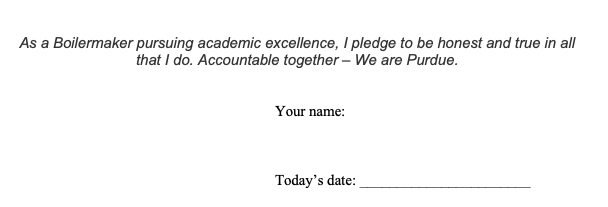 As a Boilermaker pursuing academic excellence, I pledge to be honest and true in all
that I do. Accountable together – We are Purdue.
Your name:
Today’s date: _______________________